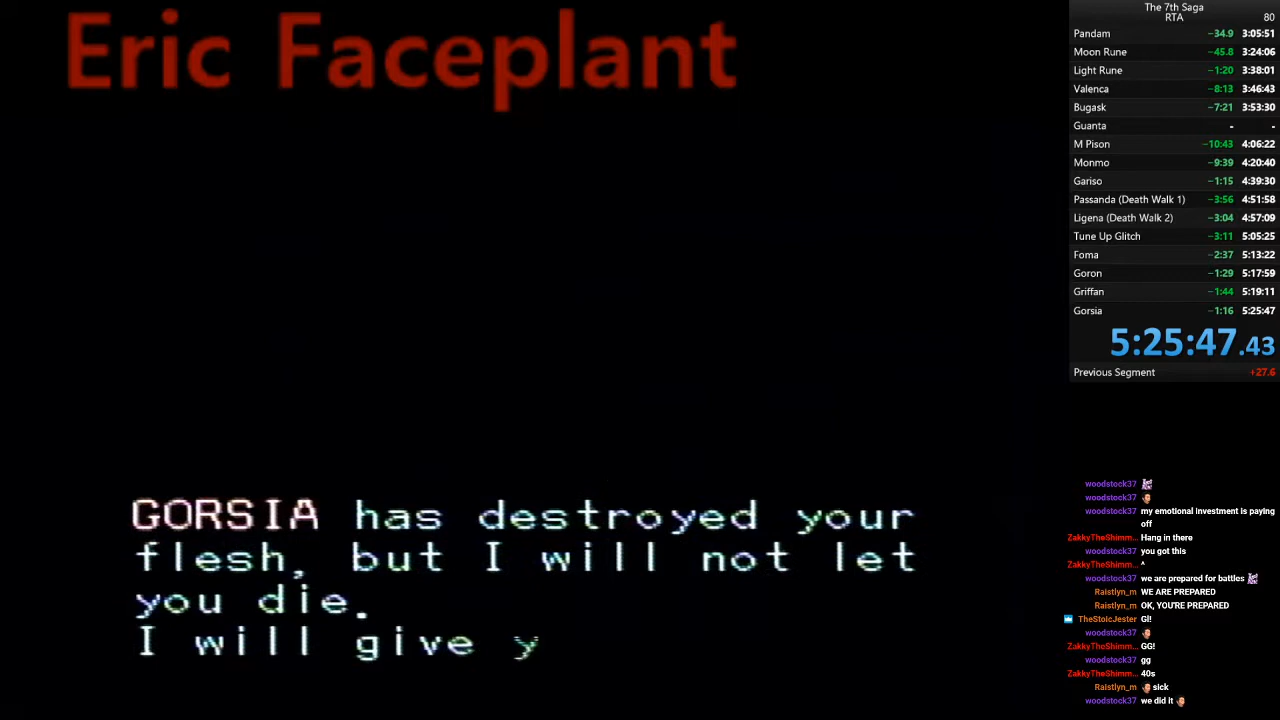 Eric Faceplant
GORSIA has destroyed your
flesh, but I will not let
you die.
I will give y
The 7th Saga
RTA 80
Pandam -34.9 3:05:51
Moon Rune -45.8 3:24:06
Light Rune -1:20 3:38:01
Valenca -8:13 3:46:43
Bugask -7:21 3:53:30
Guanta - -
M Pison -10:43 4:06:22
Monmo -9:39 4:20:40
Gariso -1:15 4:39:30
Passanda (Death Walk 1) -3:56 4:51:58
Ligena (Death Walk 2) -3:04 4:57:09
Tune Up Glitch -3:11 5:05:25
Foma -2:37 5:13:22
Goron -1:29 5:17:59
Griffan -1:44 5:19:11
Gorsia -1:16 5:25:47
5:25:47.43
Previous Segment +27.6
woodstock37
woodstock37
woodstock37 my emotional investment is paying
off
ZakkyTheShimm... Hang in there
woodstock37 you got this
ZakkyTheShimm... ^
woodstock37 we are prepared for battles
Raistlyn_m WE ARE PREPARED
Raistlyn_m OK, YOU'RE PREPARED
TheStoicJester Gl!
woodstock37
ZakkyTheShimm... GG!
woodstock37 gg
ZakkyTheShimm... 40s
Raistlyn_m sick
woodstock37 we did it